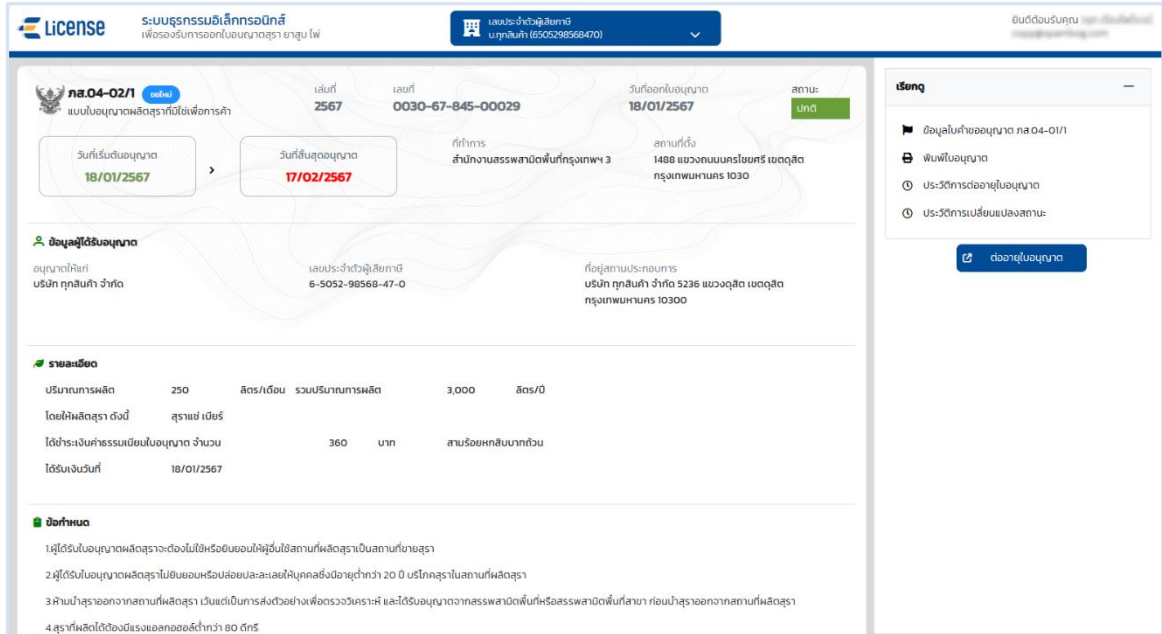 LiCENSE
ระบบธุรกรรมอิเล็กทรอนิกส์
เพื่อรองรับการออกใบอนุญาตสุรา ยาสูบ ไพ่
เลขประจำตัวผู้เสียภาษี
บ.ทุกสินค้า (6505298568470)
ยินดีต้อนรับคุณ
ภส.04-02/1 ขอใหม่
แบบใบอนุญาตผลิตสุราที่มิใช่เพื่อการค้า
เล่มที่
2567
เลขที่
0030-67-845-00029
วันที่ออกใบอนุญาต
18/01/2567
สถานะ
ปกติ
วันที่เริ่มต้นอนุญาต
18/01/2567
วันที่สิ้นสุดอนุญาต
17/02/2567
ที่ทำการ
สำนักงานสรรพสามิตพื้นที่กรุงเทพฯ 3
สถานที่ตั้ง
1488 แขวงถนนนครไชยศรี เขตดุสิต
กรุงเทพมหานคร 1030
ข้อมูลผู้ได้รับอนุญาต
อนุญาตให้แก่
บริษัท ทุกสินค้า จำกัด
เลขประจำตัวผู้เสียภาษี
6-5052-98568-47-0
ที่อยู่สถานประกอบการ
บริษัท ทุกสินค้า จำกัด 5236 แขวงดุสิต เขตดุสิต
กรุงเทพมหานคร 10300
รายละเอียด
ปริมาณการผลิต 250 ลิตร/เดือน รวมปริมาณการผลิต 3,000 ลิตร/ปี
โดยให้ผลิตสุรา ดังนี้ สุราแช่ เบียร์
ได้ชำระเงินค่าธรรมเนียมใบอนุญาต จำนวน 360 บาท สามร้อยหกสิบบาทถ้วน
ได้รับเงินวันที่ 18/01/2567
ข้อกำหนด
1.ผู้ได้รับใบอนุญาตผลิตสุราจะต้องไม่ใช้หรือยินยอมให้ผู้อื่นใช้สถานที่ผลิตสุราเป็นสถานที่ขายสุรา
2.ผู้ได้รับใบอนุญาตผลิตสุราไม่ยินยอมหรือปล่อยปละละเลยให้บุคคลซึ่งมีอายุต่ำกว่า 20 ปี บริโภคสุราในสถานที่ผลิตสุรา
3.ห้ามนำสุราออกจากสถานที่ผลิตสุรา เว้นแต่เป็นการส่งตัวอย่างเพื่อตรวจวิเคราะห์ และได้รับอนุญาตจากสรรพสามิตพื้นที่หรือสรรพสามิตพื้นที่สาขา ก่อนนำสุราออกจากสถานที่ผลิตสุรา
4.สุราที่ผลิตได้ต้องมีแรงแอลกอฮอล์ต่ำกว่า 80 ดีกรี
เรียกดู
ข้อมูลใบคำขออนุญาต ภส.04-01/1
พิมพ์ใบอนุญาต
ประวัติการต่ออายุใบอนุญาต
ประวัติการเปลี่ยนแปลงสถานะ
ต่ออายุใบอนุญาต